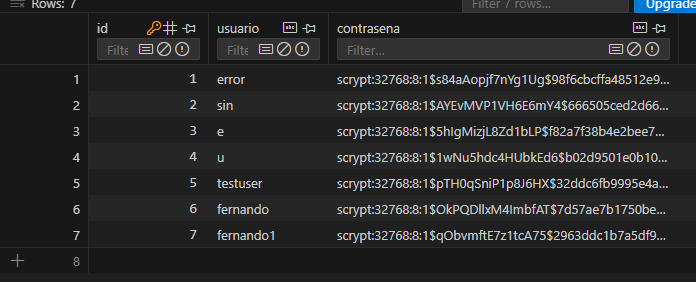 Rows: 7 Filter 7 rows... Upgrade
id usuario contrasena
Filte Filter... Filter...
1 1 error scrypt:32768:8:1$s84aAopjf7nYg1Ug$98f6cbcffa48512e9...
2 2 sin scrypt:32768:8:1$AYEvMVP1VH6E6mY4$666505ced2d66...
3 3 e scrypt:32768:8:1$5hIgMizjL8Zd1bLP$f82a7f38b4e2bee7...
4 4 u scrypt:32768:8:1$1wNu5hdc4HUbkEd6$b02d9501e0b10...
5 5 testuser scrypt:32768:8:1$pTH0qSniP1p8J6HX$32ddc6fb9995e4a...
6 6 fernando scrypt:32768:8:1$OkPQDllxM4ImbfAT$7d57ae7b1750be...
7 7 fernando1 scrypt:32768:8:1$qObvmftE7z1tcA75$2963ddc1b7a5df9...
8